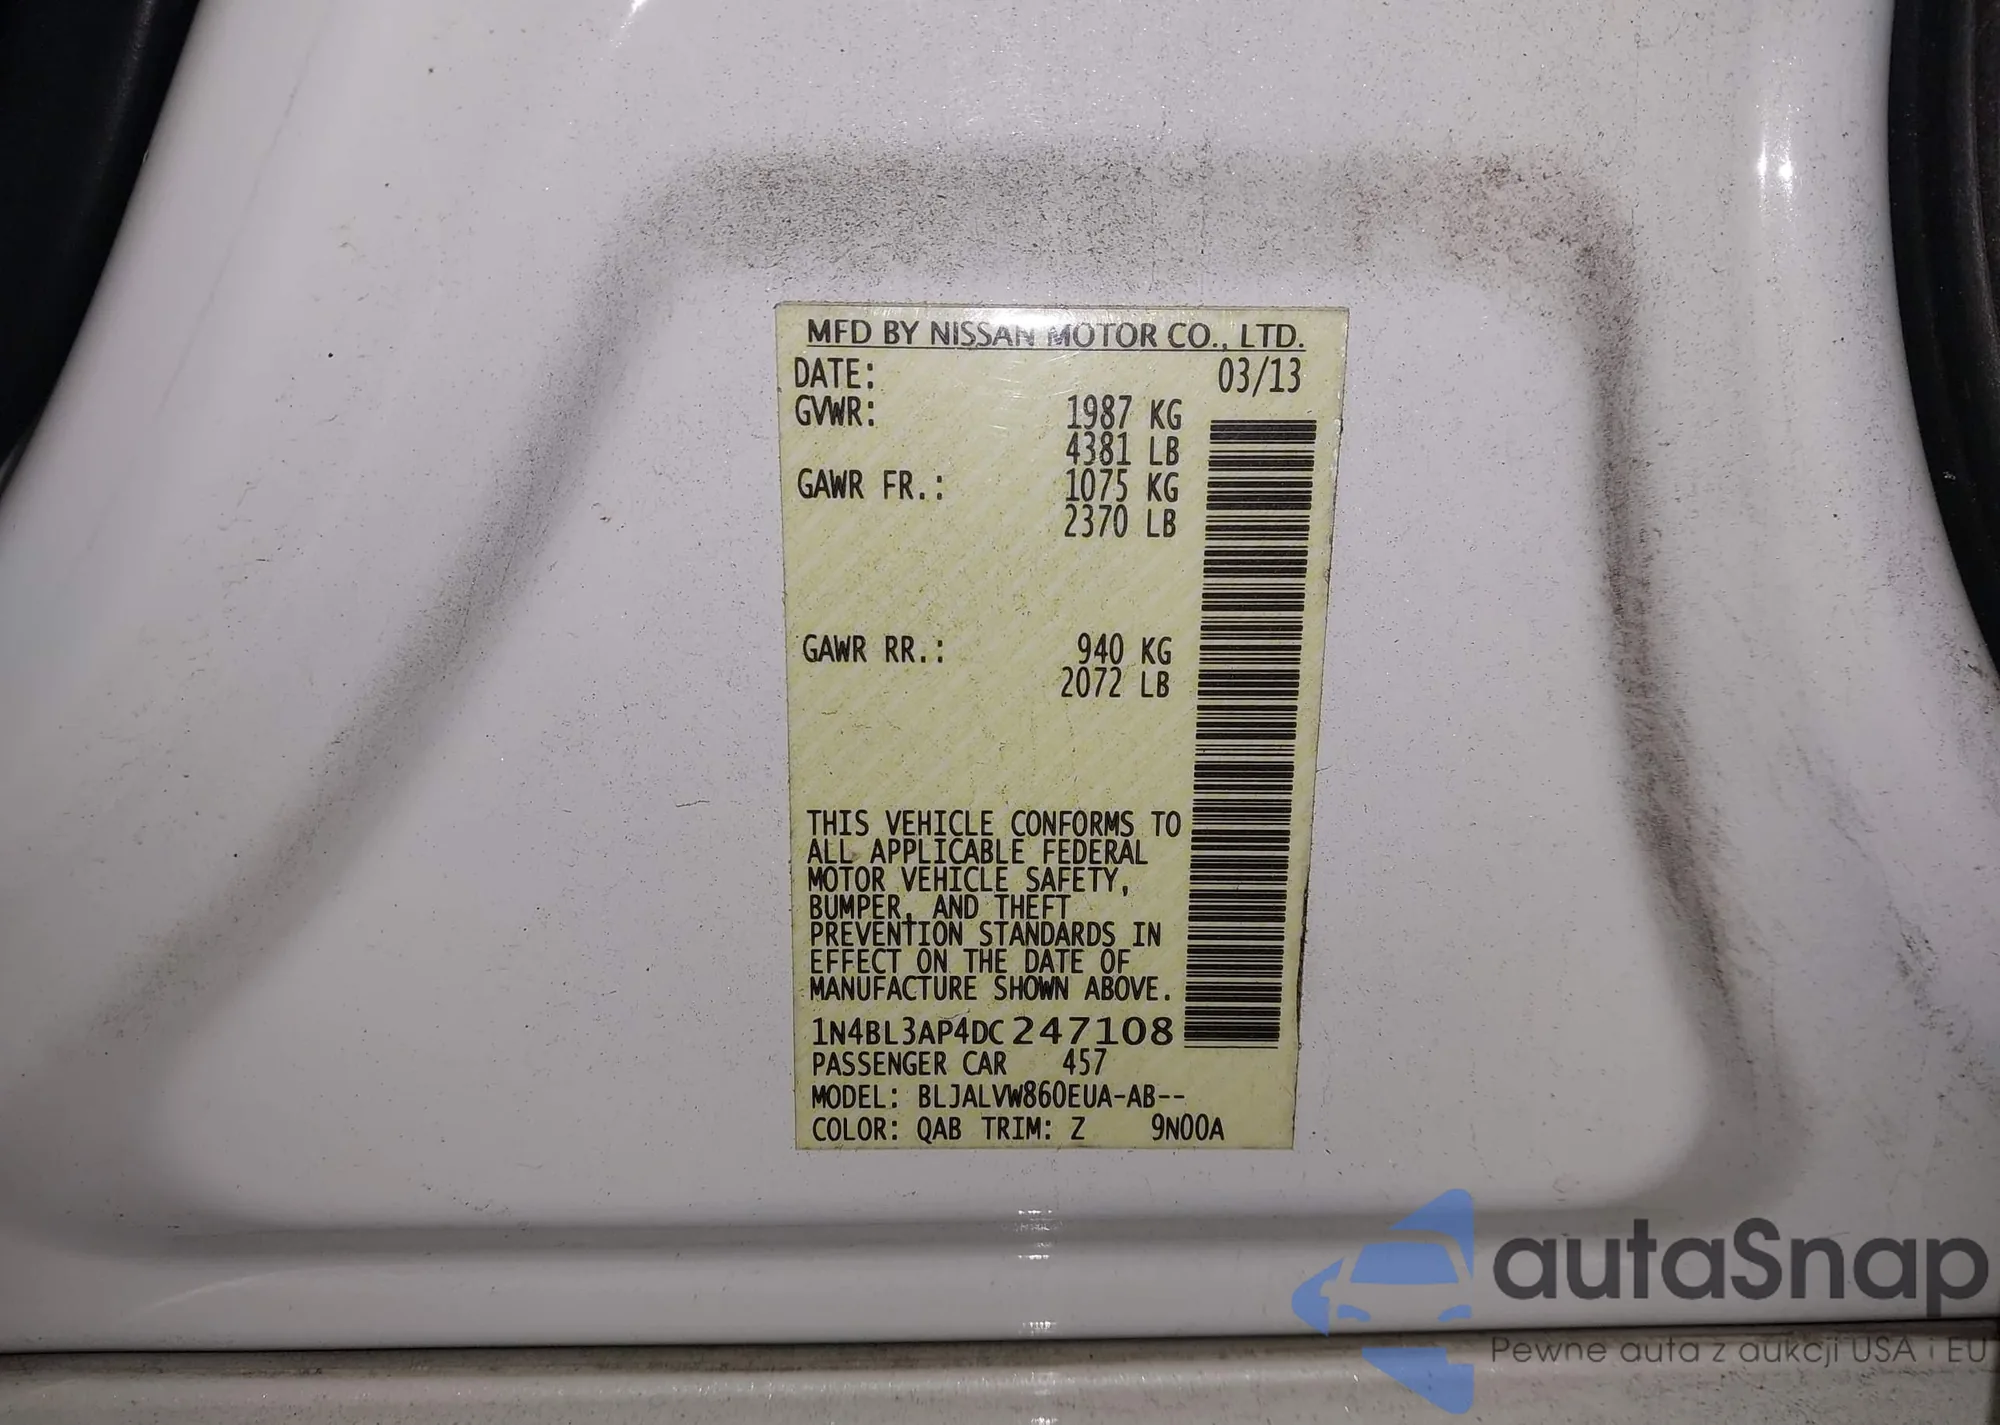 MFD BY NISSAN MOTOR CO., LTD.
DATE: 03/13
GVWR: 1987 KG
4381 LB
GAWR FR.: 1075 KG
2370 LB
GAWR RR.: 940 KG
2072 LB
THIS VEHICLE CONFORMS TO
ALL APPLICABLE FEDERAL
MOTOR VEHICLE SAFETY,
BUMPER, AND THEFT
PREVENTION STANDARDS IN
EFFECT ON THE DATE OF
MANUFACTURE SHOWN ABOVE.
1N4BL3AP4DC247108
PASSENGER CAR 457
MODEL: BLJALVW860EUA-AB--
COLOR: QAB TRIM: Z 9N00A
autaSnap
Pewne auta z aukcji USA i EU